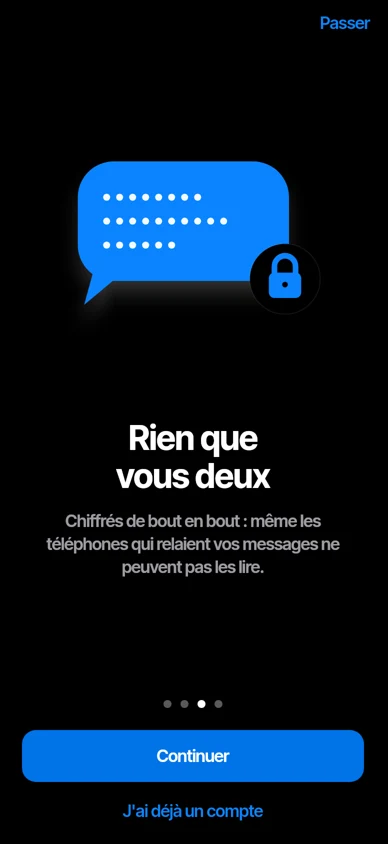 Passer
Rien que
vous deux
Chiffrés de bout en bout : même les
téléphones qui relaient vos messages ne
peuvent pas les lire.
Continuer
J'ai déjà un compte